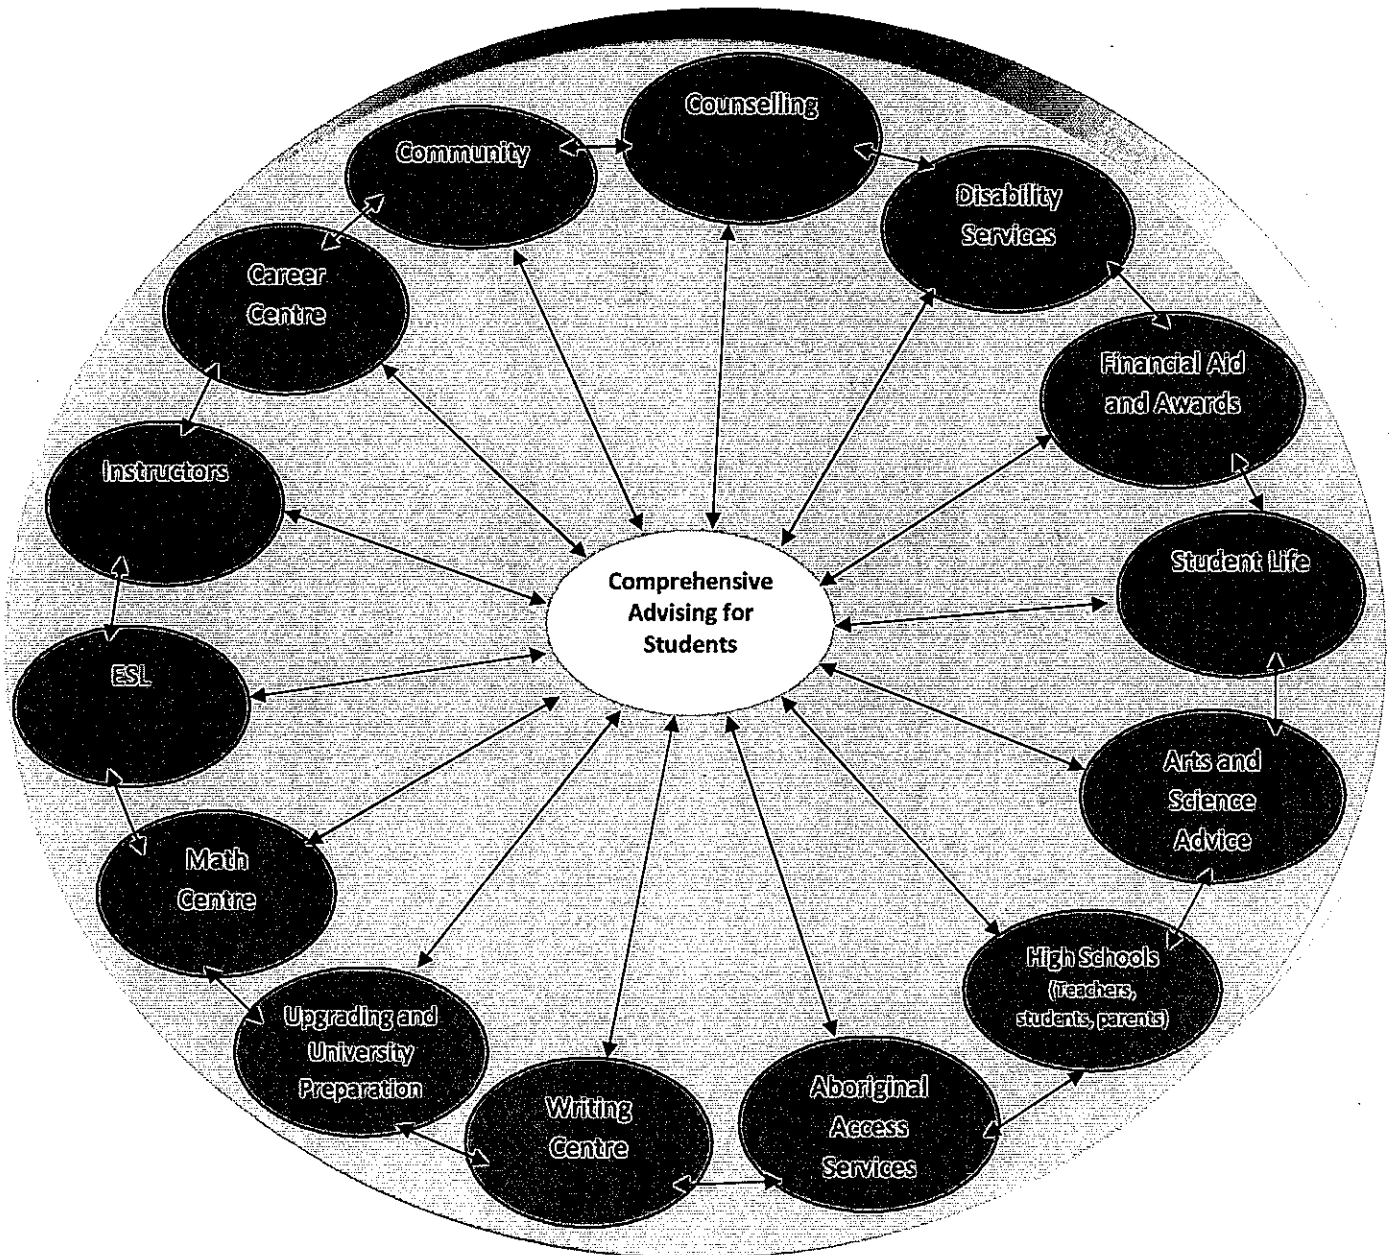 Counselling
Community
Disability
Services
Career
Centre
Financial Aid
and Awards
Instructors
Student Life
Comprehensive
Advising for
Students
ESL
Arts and
Science
Advice
Math
Centre
High Schools
(Teachers,
students, parents)
Upgrading and
University
Preparation
Writing
Centre
Aboriginal
Access
Services